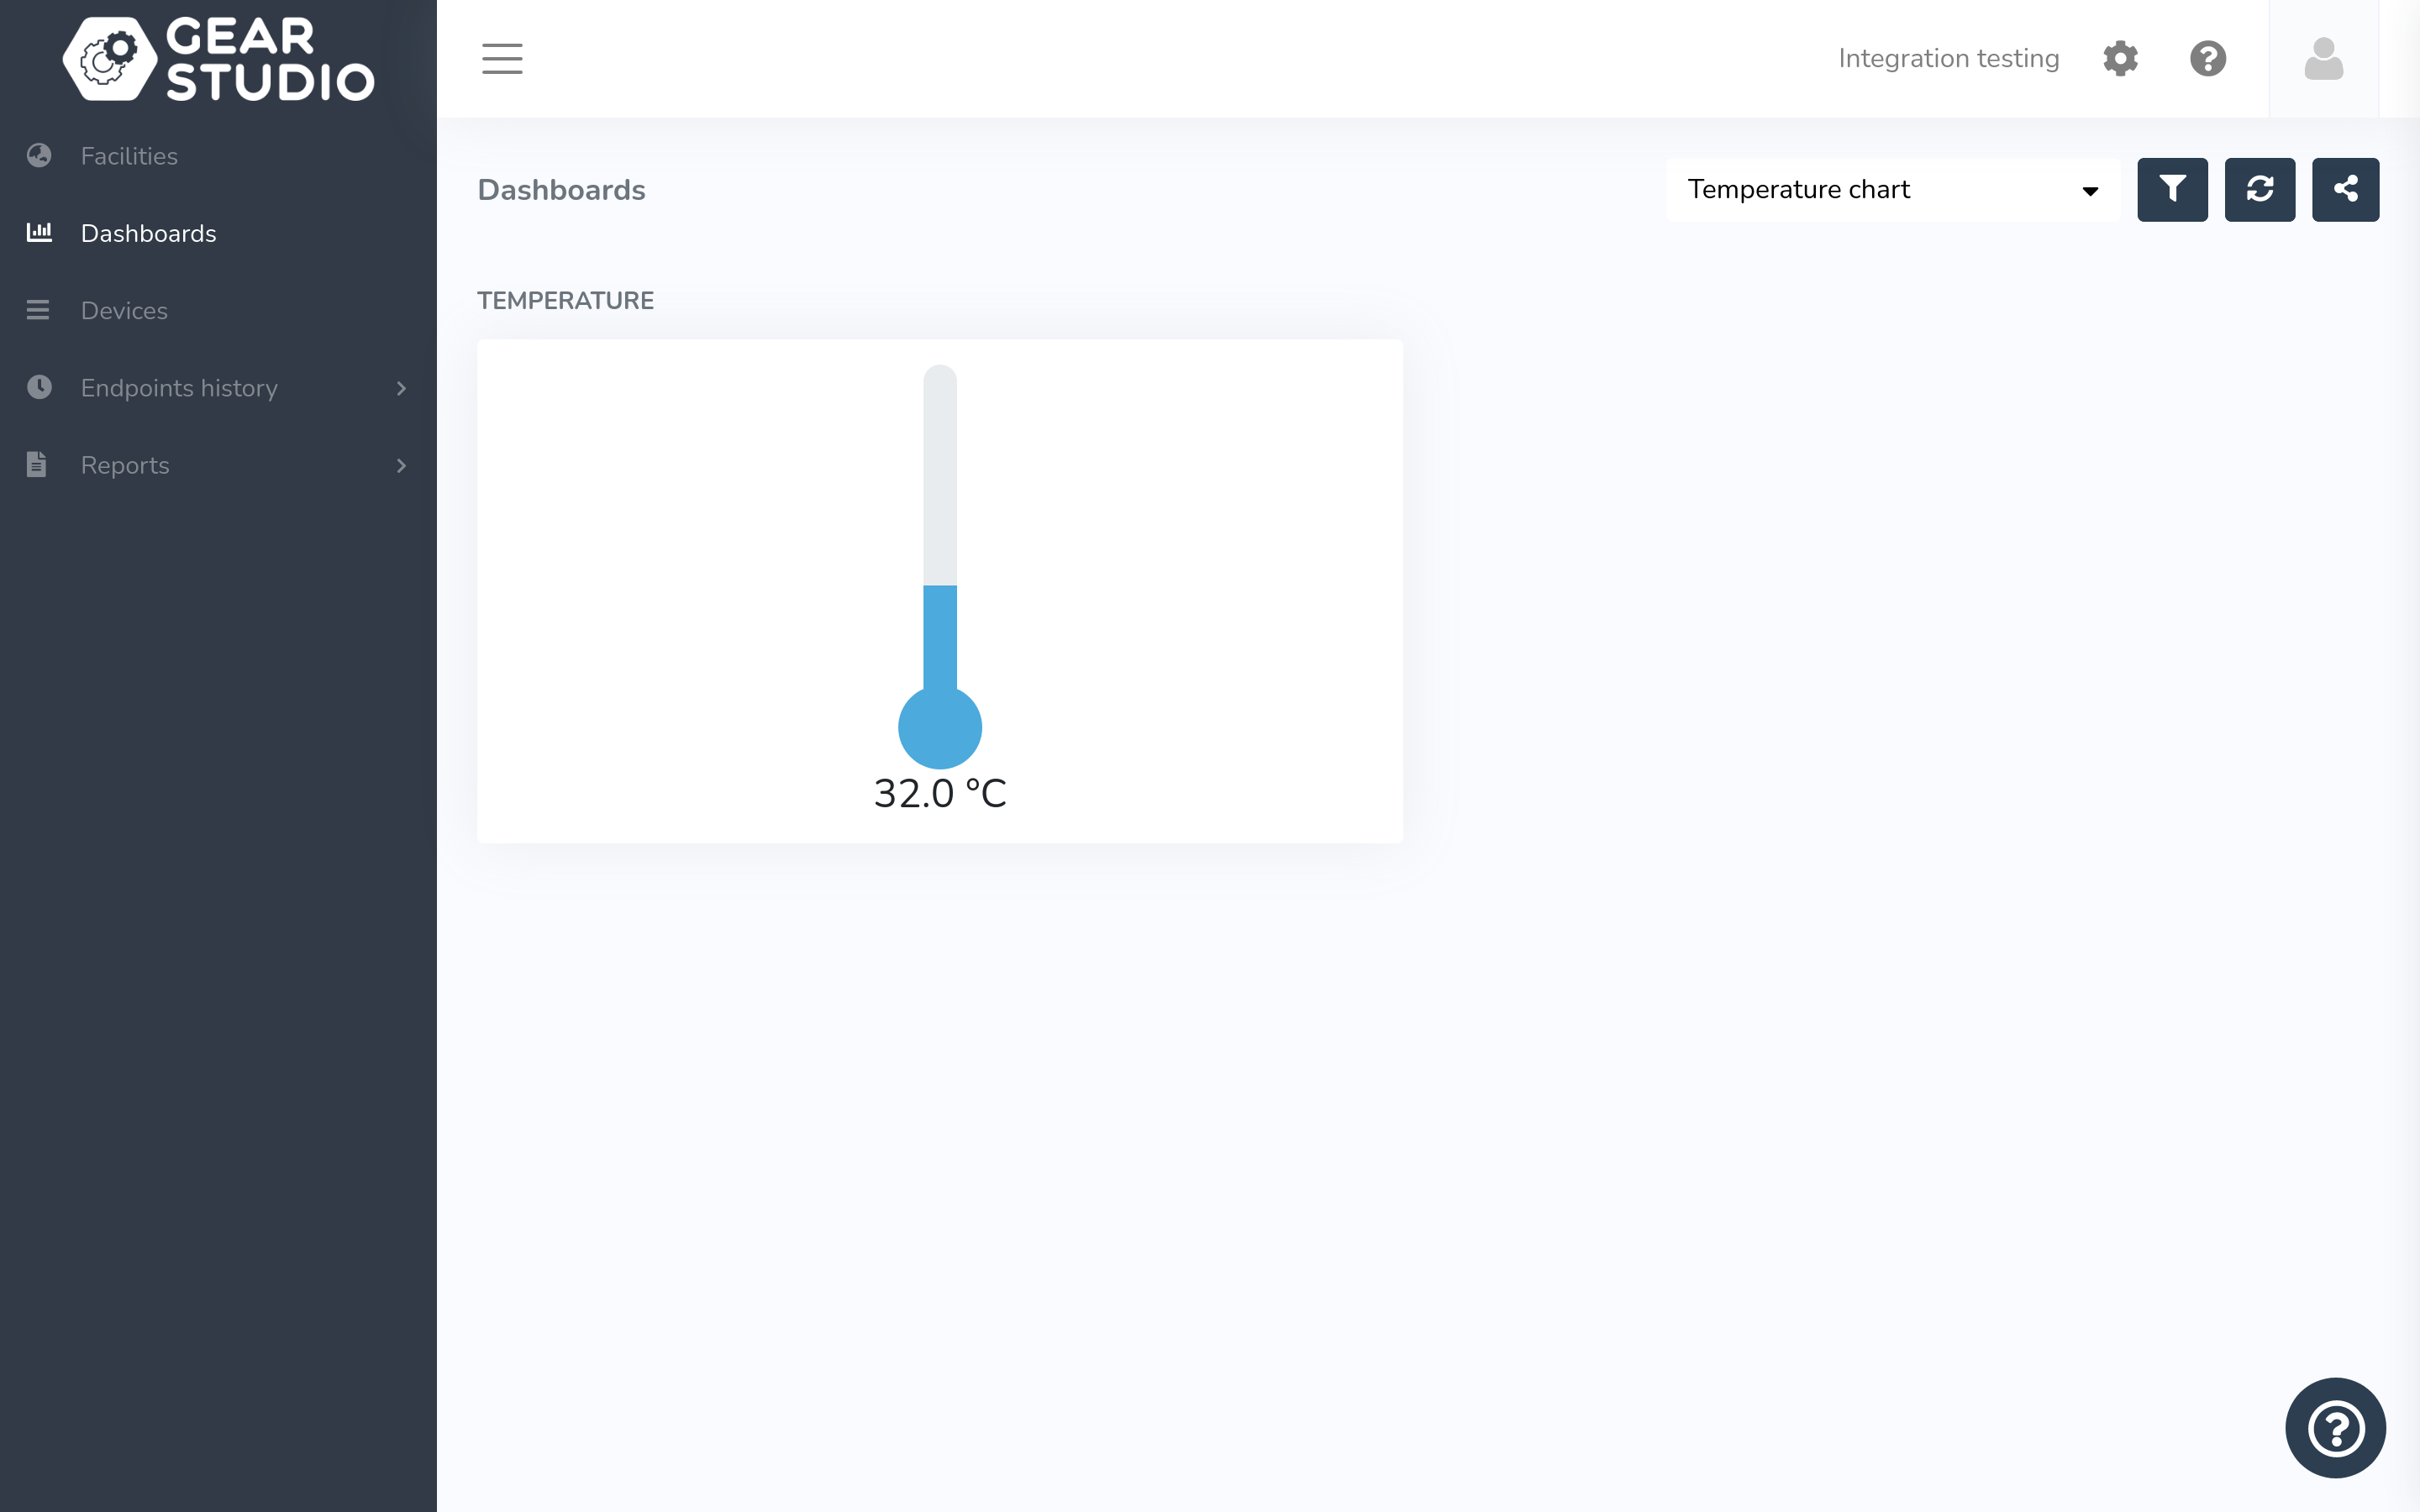 GEAR
STUDIO
Facilities
Dashboards
Devices
Endpoints history
Reports
Integration testing
Dashboards
Temperature chart
TEMPERATURE
32.0 °C